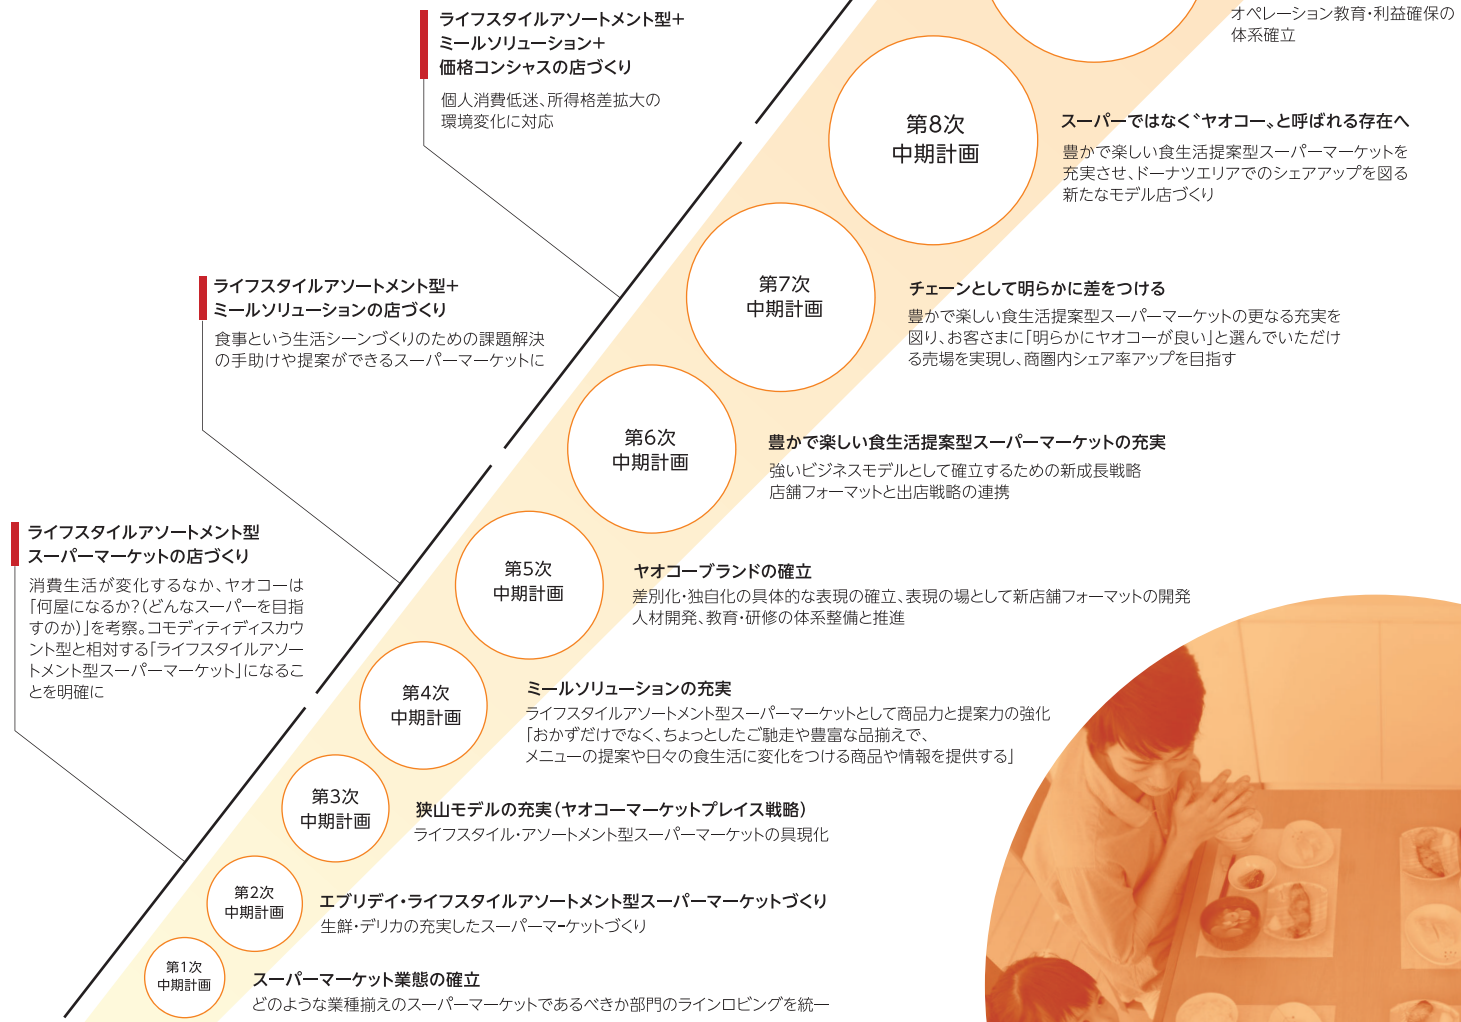 ライフスタイルアソートメント型+
ミールソリューション+
価格コンシャスの店づくり
個人消費低迷、所得格差拡大の
環境変化に対応
オペレーション教育・利益確保の
体系確立
第8次
中期計画
スーパーではなく〝ヤオコー〟と呼ばれる存在へ
豊かで楽しい食生活提案型スーパーマーケットを
充実させ、ドーナツエリアでのシェアアップを図る
新たなモデル店づくり
ライフスタイルアソートメント型+
ミールソリューションの店づくり
食事という生活シーンづくりのための課題解決
の手助けや提案ができるスーパーマーケットに
第7次
中期計画
チェーンとして明らかに差をつける
豊かで楽しい食生活提案型スーパーマーケットの更なる充実を
図り、お客さまに「明らかにヤオコーが良い」と選んでいただけ
る売場を実現し、商圏内シェア率アップを目指す
第6次
中期計画
豊かで楽しい食生活提案型スーパーマーケットの充実
強いビジネスモデルとして確立するための新成長戦略
店舗フォーマットと出店戦略の連携
ライフスタイルアソートメント型
スーパーマーケットの店づくり
消費生活が変化するなか、ヤオコーは
「何屋になるか?(どんなスーパーを目指
すのか)」を考察。コモディティディスカウ
ント型と相対する「ライフスタイルアソー
トメント型スーパーマーケット」になるこ
とを明確に
第5次
中期計画
ヤオコーブランドの確立
差別化・独自化の具体的な表現の確立、表現の場として新店舗フォーマットの開発
人材開発、教育・研修の体系整備と推進
第4次
中期計画
ミールソリューションの充実
ライフスタイルアソートメント型スーパーマーケットとして商品力と提案力の強化
「おかずだけでなく、ちょっとしたご馳走や豊富な品揃えで、
メニューの提案や日々の食生活に変化をつける商品や情報を提供する」
第3次
中期計画
狭山モデルの充実(ヤオコーマーケットプレイス戦略)
ライフスタイル・アソートメント型スーパーマーケットの具現化
第2次
中期計画
エブリデイ・ライフスタイルアソートメント型スーパーマーケットづくり
生鮮・デリカの充実したスーパーマーケットづくり
第1次
中期計画
スーパーマーケット業態の確立
どのような業種揃えのスーパーマーケットであるべきか部門のラインロビングを統一